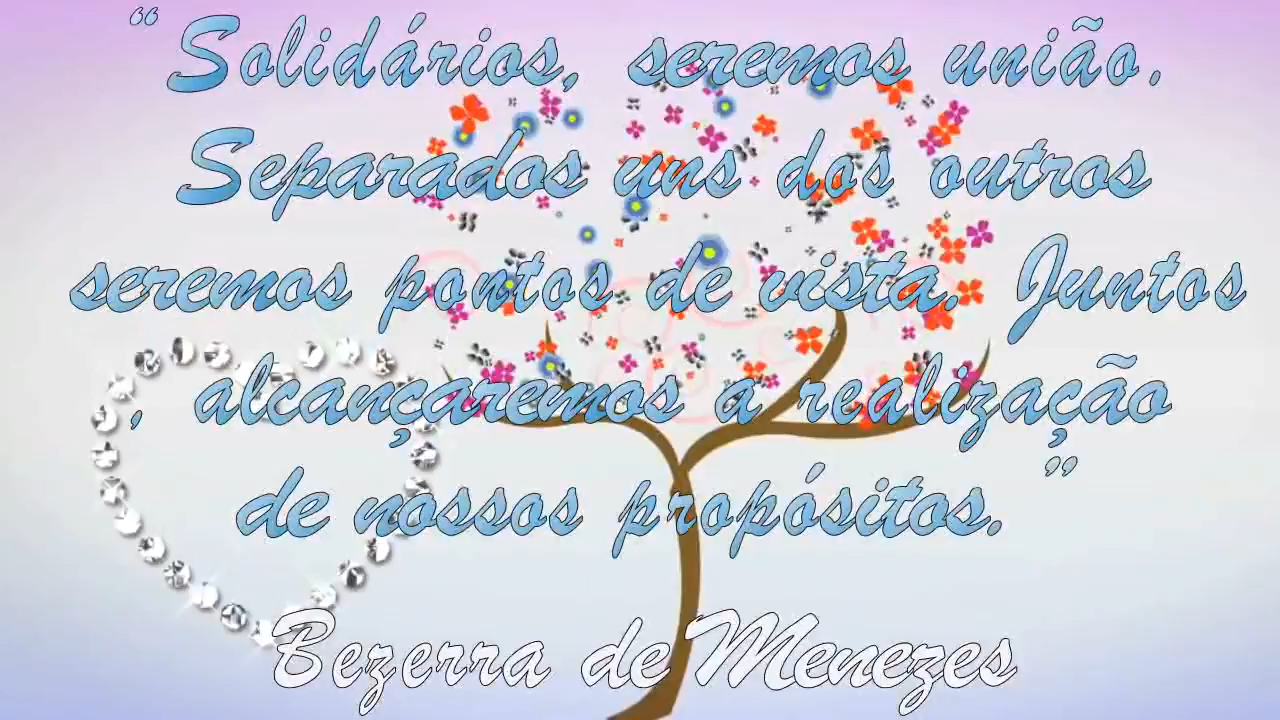 “Solidários, seremos união.
Separados uns dos outros
seremos pontos de vista. Juntos
, alcançaremos a realização
de nossos propósitos.”
Bezerra de Menezes